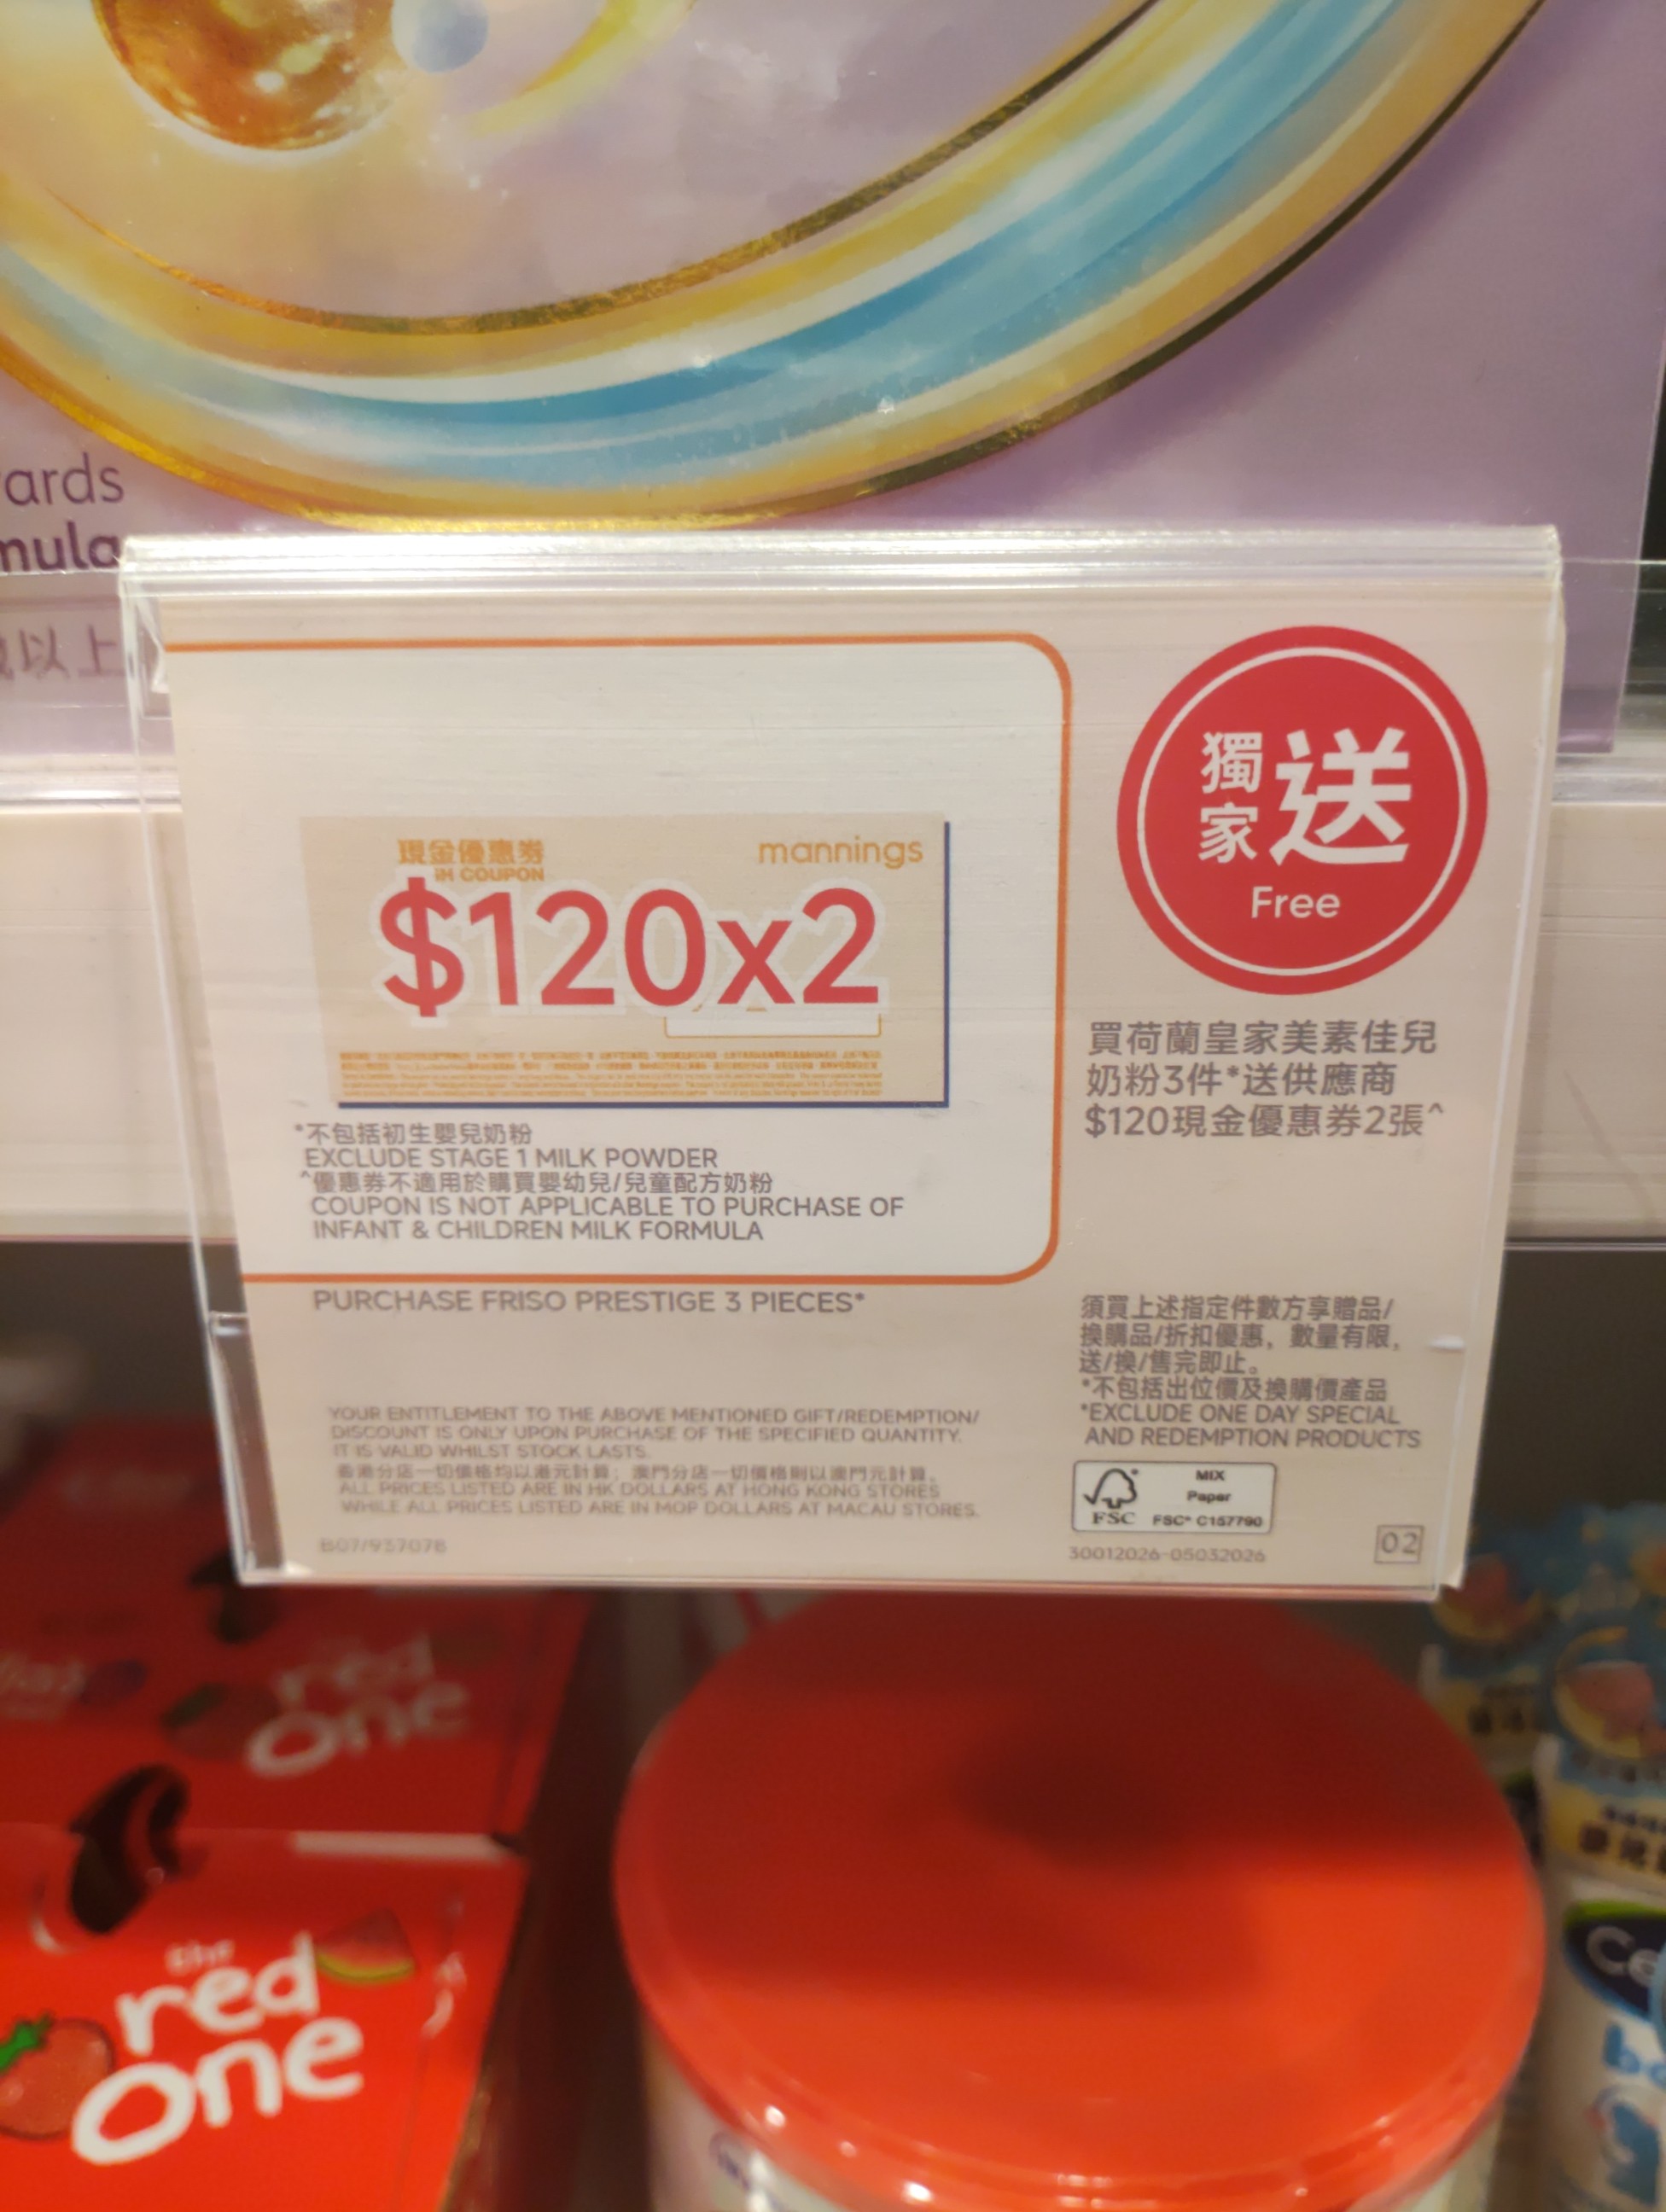 ards
mula
以上
現金優惠券
COUPON
mannings
$120x2
*不包括初生嬰兒奶粉
EXCLUDE STAGE 1 MILK POWDER
^優惠券不適用於購買嬰幼兒/兒童配方奶粉
COUPON IS NOT APPLICABLE TO PURCHASE OF
INFANT & CHILDREN MILK FORMULA
獨家
送
Free
買荷蘭皇家美素佳兒
奶粉3件*送供應商
$120現金優惠券2張^
PURCHASE FRISO PRESTIGE 3 PIECES*
YOUR ENTITLEMENT TO THE ABOVE MENTIONED GIFT/REDEMPTION/
DISCOUNT IS ONLY UPON PURCHASE OF THE SPECIFIED QUANTITY.
IT IS VALID WHILST STOCK LASTS.
香港分店一切價格均以港元計算；澳門分店一切價格則以澳門元計算。
ALL PRICES LISTED ARE IN HK DOLLARS AT HONG KONG STORES
WHILE ALL PRICES LISTED ARE IN MOP DOLLARS AT MACAU STORES.
B07/937078
須買上述指定件數方享贈品/
換購品/折扣優惠，數量有限，
送/換/售完即止。
*不包括出位價及換購價產品
*EXCLUDE ONE DAY SPECIAL
AND REDEMPTION PRODUCTS
FSC
MIX
Paper
FSC® C157790
30012026-05032026
02
red
one
the
red
one
Ce